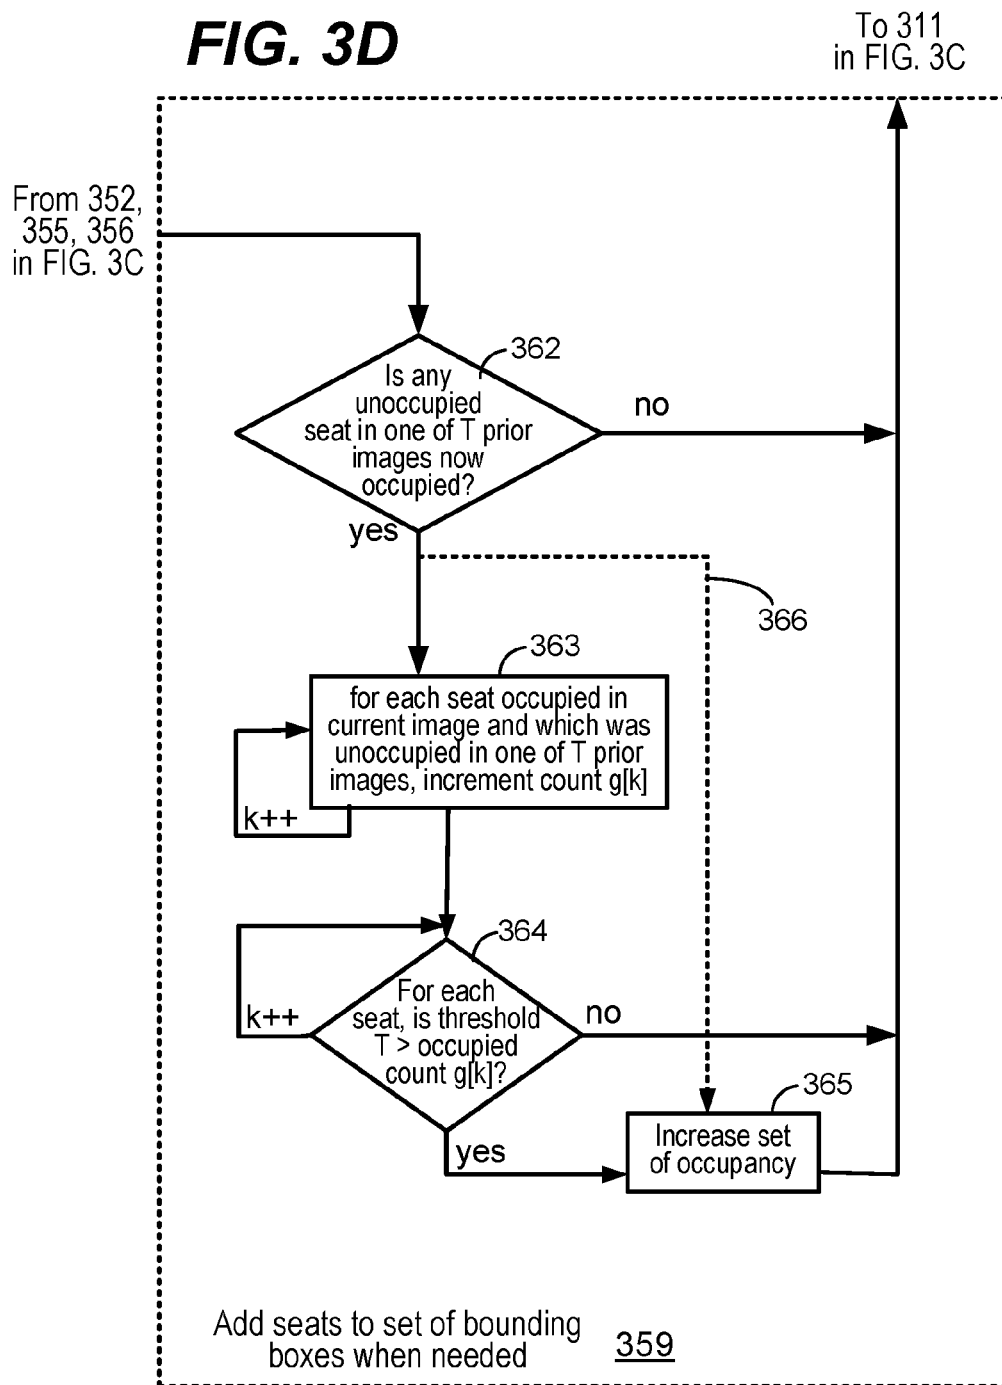 FIG. 3D
To 311
in FIG. 3C
From 352,
355, 356
in FIG. 3C
362
Is any
unoccupied
seat in one of T prior
images now
occupied?
no
yes
366
363
for each seat occupied in
current image and which was
unoccupied in one of T prior
images, increment count g[k]
k++
364
For each
seat, is threshold
T > occupied
count g[k]?
k++
no
yes
365
Increase set
of occupancy
Add seats to set of bounding
boxes when needed
359